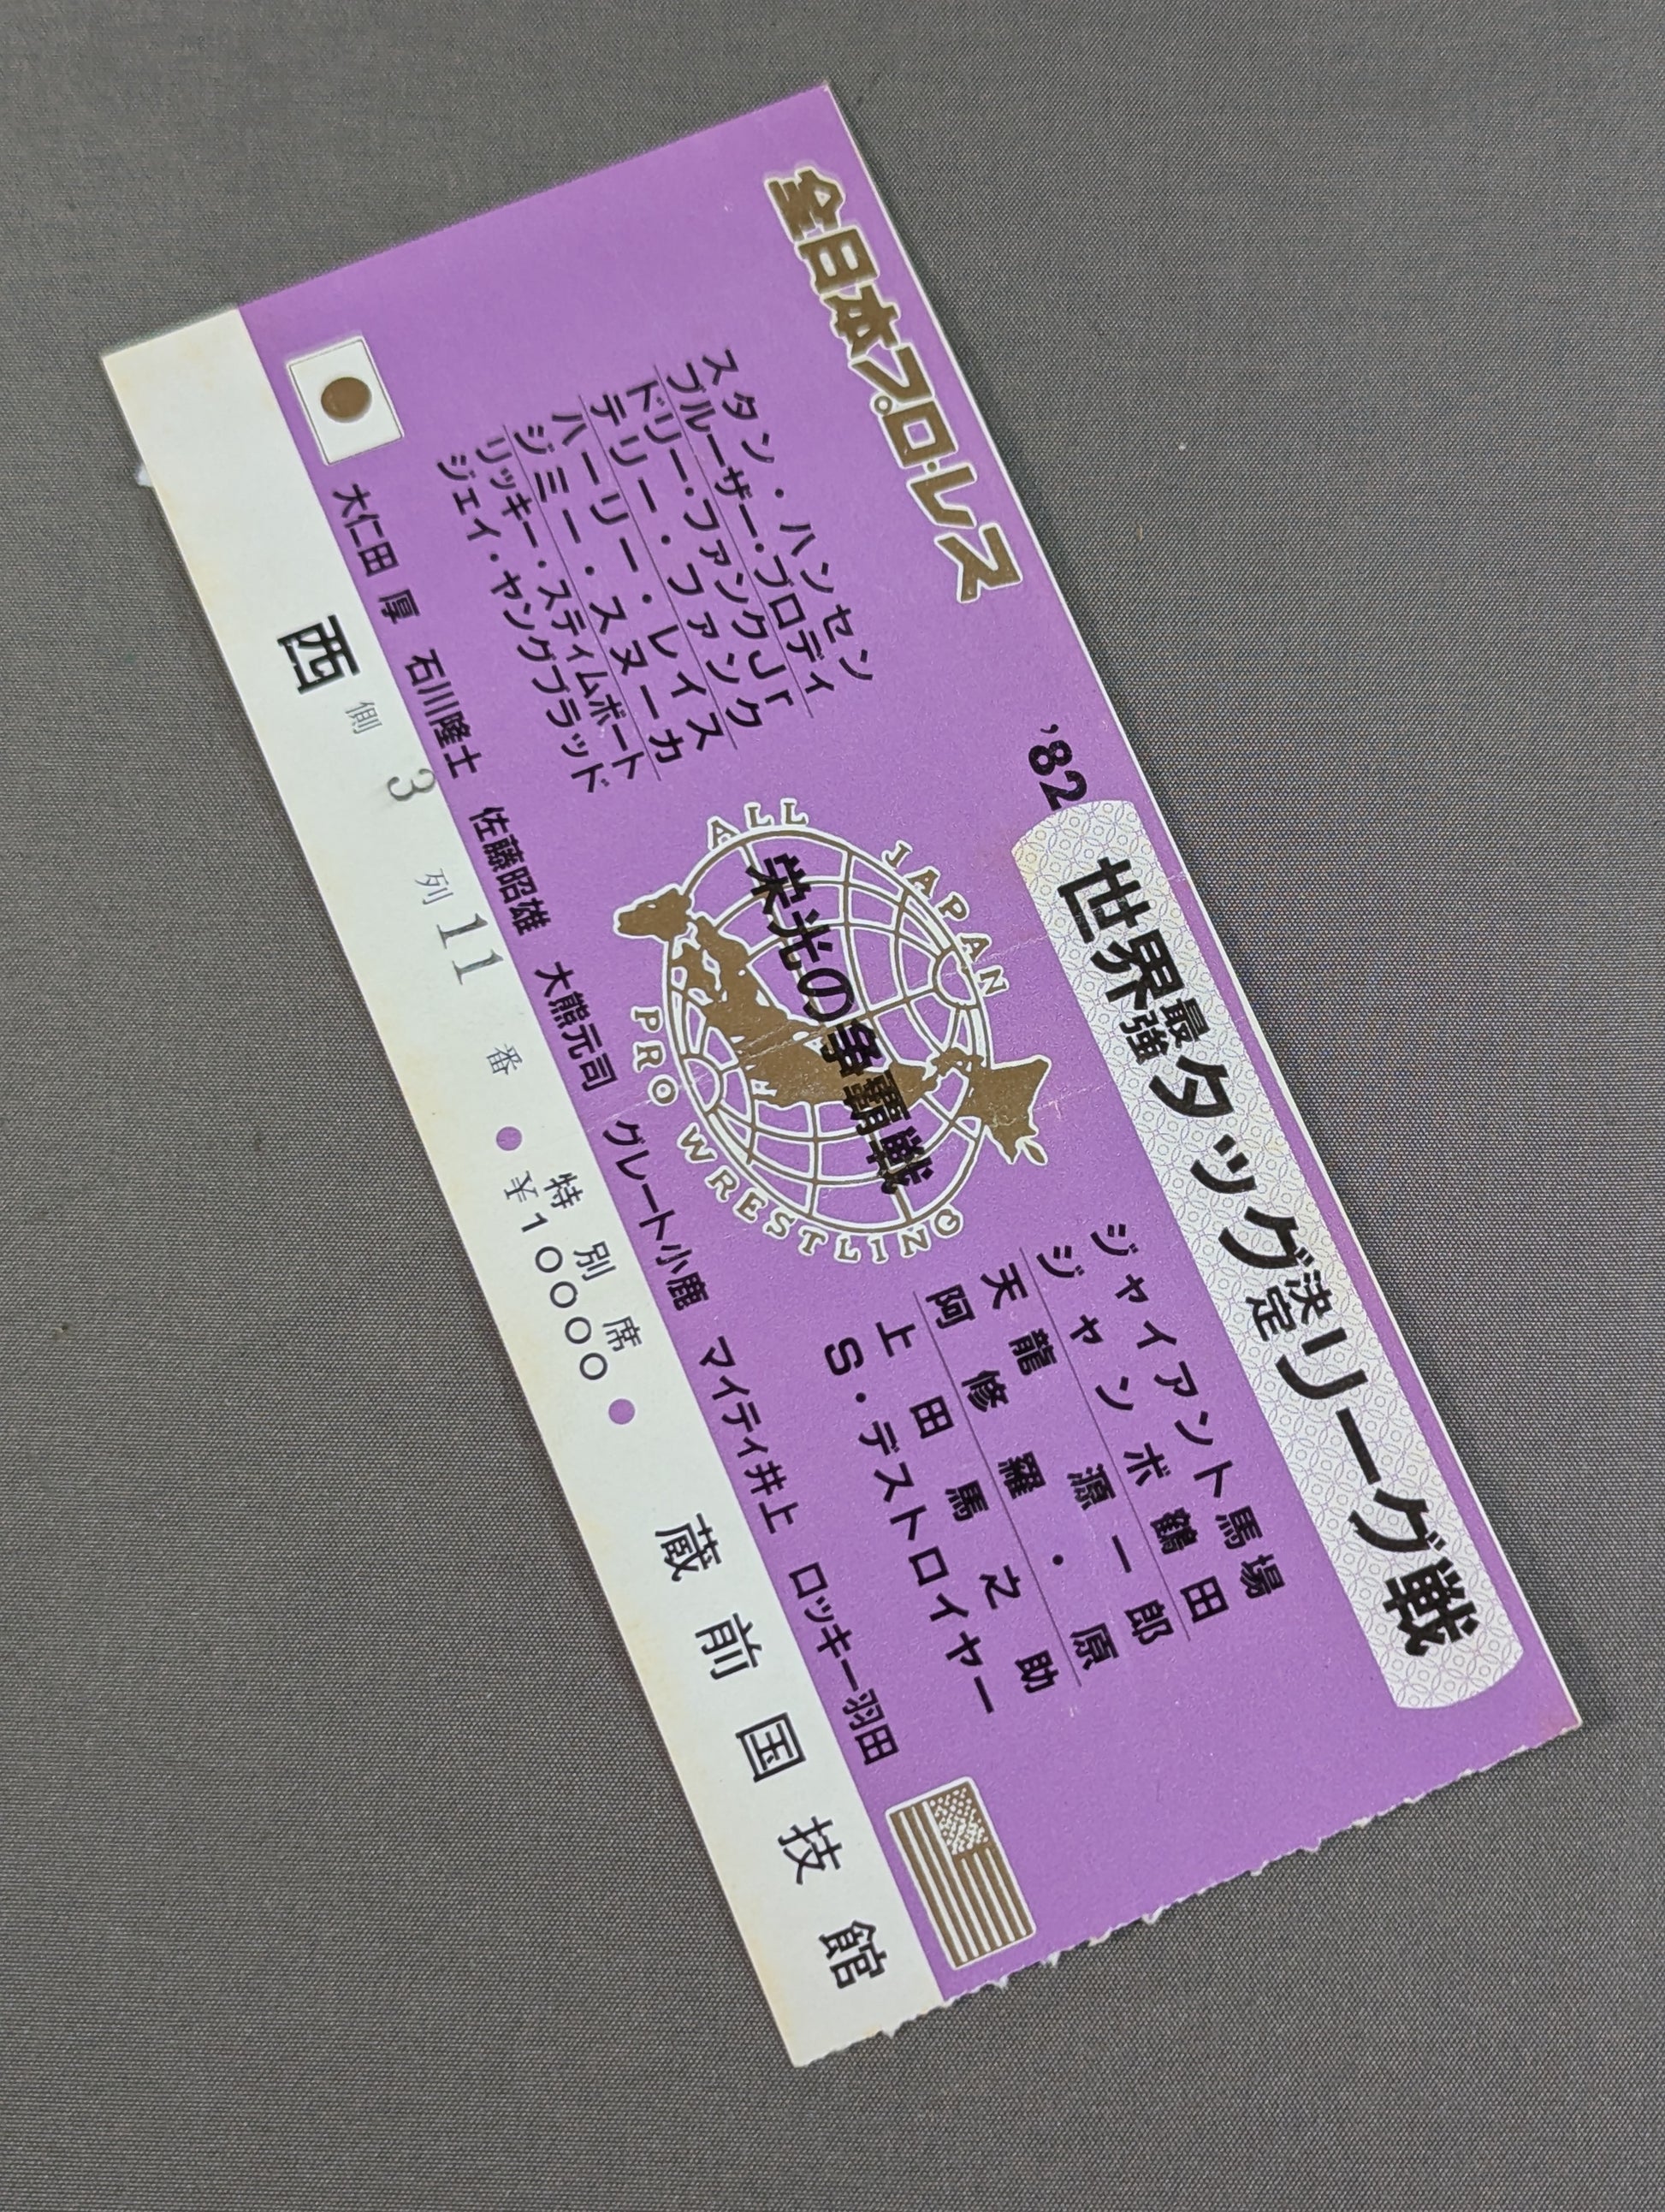 全日本プロ・レス
'82 世界最強タッグ決定リーグ戦
スタン・ハンセン
ブルーザー・ブロディ
ドリー・ファンクJr
テリー・ファンク
ハーリー・レイス
ジミー・スヌーカ
リッキー・スティムボート
ジェイ・ヤングブラッド
ALL JAPAN
栄光の争覇戦
PRO WRESTLING
ジャイアント馬場
ジャンボ鶴田
天龍源一郎
阿修羅・原
上田馬之助
S・デストロイヤー
大仁田厚 石川隆士 佐藤昭雄 大熊元司 グレート小鹿 マイティ井上 ロッキー羽田
西側 3列 11番
特別席
¥10000
蔵前国技館